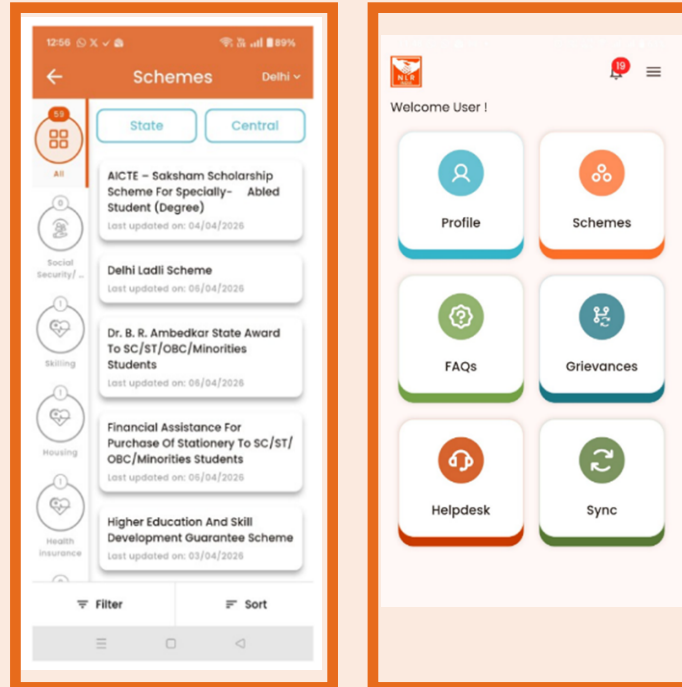 12:56
89%
Schemes
Delhi
53
All
State
Central
AICTE – Saksham Scholarship
Scheme For Specially- Abled
Student (Degree)
Last updated on: 04/04/2026
0
Social
Security/ ..
Delhi Ladli Scheme
Last updated on: 06/04/2026
1
Skilling
Dr. B. R. Ambedkar State Award
To SC/ST/OBC/Minorities
Students
Last updated on: 06/04/2026
1
Housing
Financial Assistance For
Purchase Of Stationery To SC/ST/
OBC/Minorities Students
Last updated on: 06/04/2026
1
Health
Insurance
Higher Education And Skill
Development Guarantee Scheme
Last updated on: 03/04/2026
Filter
Sort
NLR
19
Welcome User !
Profile
Schemes
FAQs
Grievances
Helpdesk
Sync